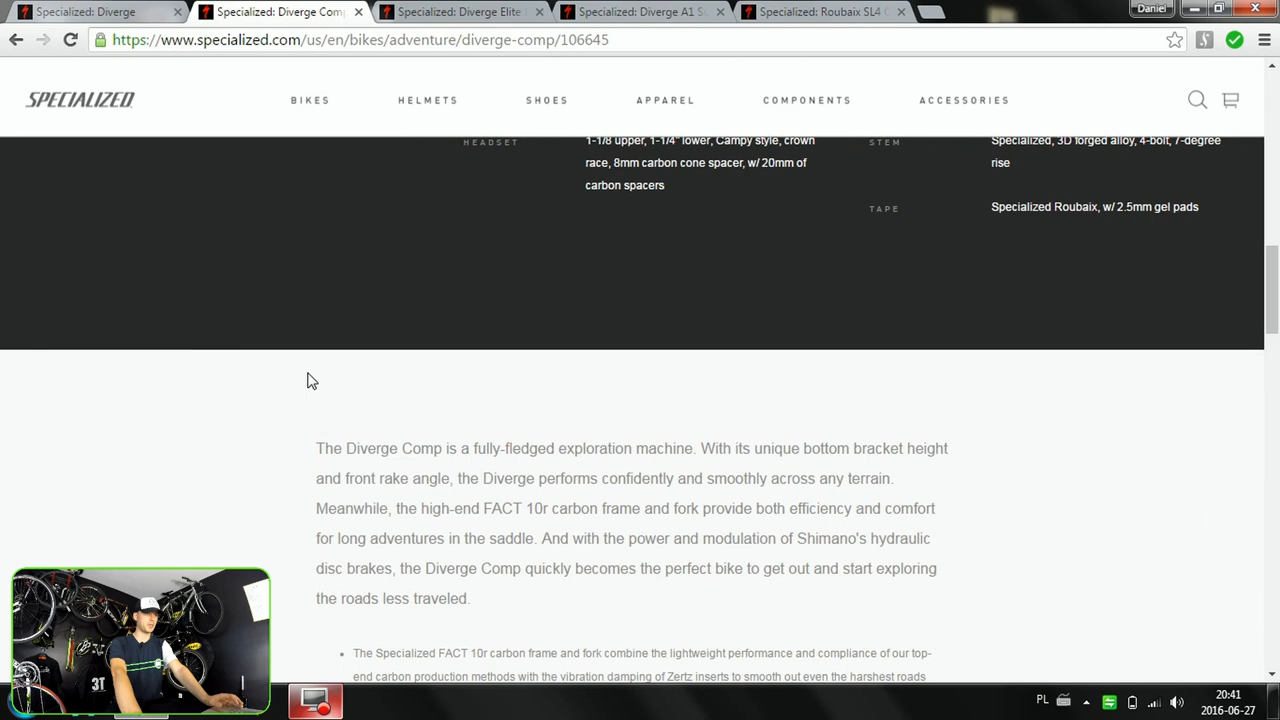 Specialized: Diverge
Specialized: Diverge Comp
Specialized: Diverge Elite
Specialized: Diverge A1 S
Specialized: Roubaix SL4 C
Daniel
https://www.specialized.com/us/en/bikes/adventure/diverge-comp/106645
SPECIALIZED
BIKES
HELMETS
SHOES
APPAREL
COMPONENTS
ACCESSORIES
HEADSET
1-1/8 upper, 1-1/4" lower, Campy style, crown
race, 8mm carbon cone spacer, w/ 20mm of
carbon spacers
STEM
Specialized, 3D forged alloy, 4-bolt, 7-degree
rise
TAPE
Specialized Roubaix, w/ 2.5mm gel pads
The Diverge Comp is a fully-fledged exploration machine. With its unique bottom bracket height
and front rake angle, the Diverge performs confidently and smoothly across any terrain.
Meanwhile, the high-end FACT 10r carbon frame and fork provide both efficiency and comfort
for long adventures in the saddle. And with the power and modulation of Shimano's hydraulic
disc brakes, the Diverge Comp quickly becomes the perfect bike to get out and start exploring
the roads less traveled.
• The Specialized FACT 10r carbon frame and fork combine the lightweight performance and compliance of our top-
end carbon production methods with the vibration damping of Zertz inserts to smooth out even the harshest roads
3T
PL
20:41
2016-06-27